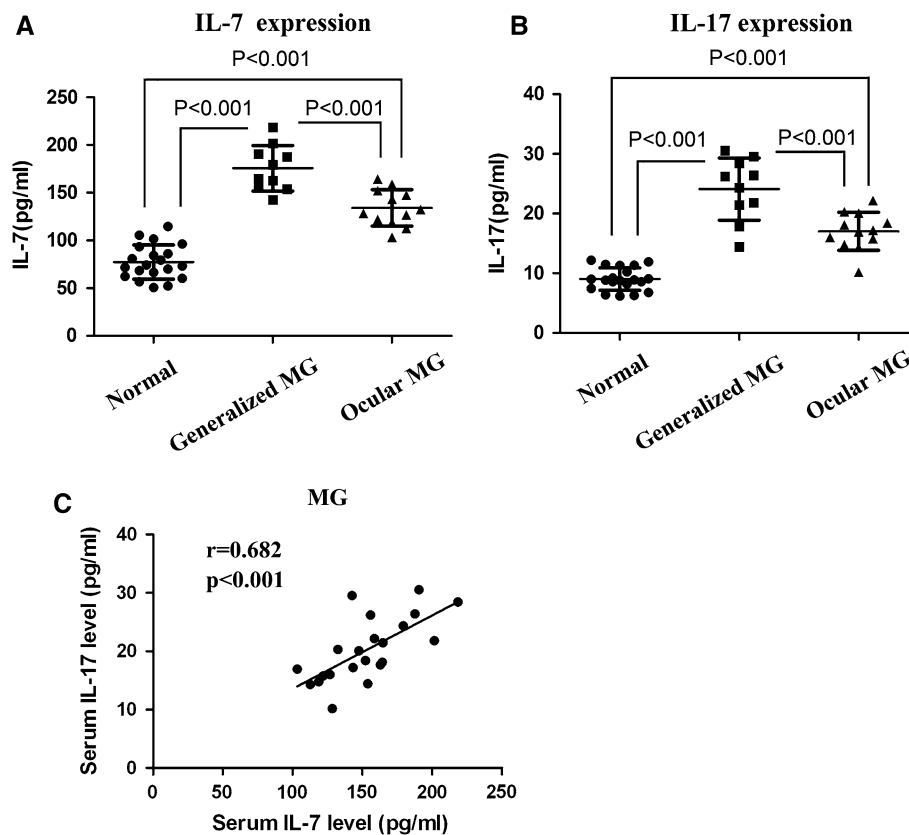 A
IL-7 expression
P<0.001
P<0.001
P<0.001
IL-7(pg/ml)
250
200
150
100
50
0
Normal
Generalized MG
Ocular MG
B
IL-17 expression
P<0.001
P<0.001
P<0.001
IL-17(pg/ml)
40
30
20
10
0
Normal
Generalized MG
Ocular MG
C
MG
r=0.682
p<0.001
Serum IL-17 level (pg/ml)
40
30
20
10
0
0 50 100 150 200 250
Serum IL-7 level (pg/ml)